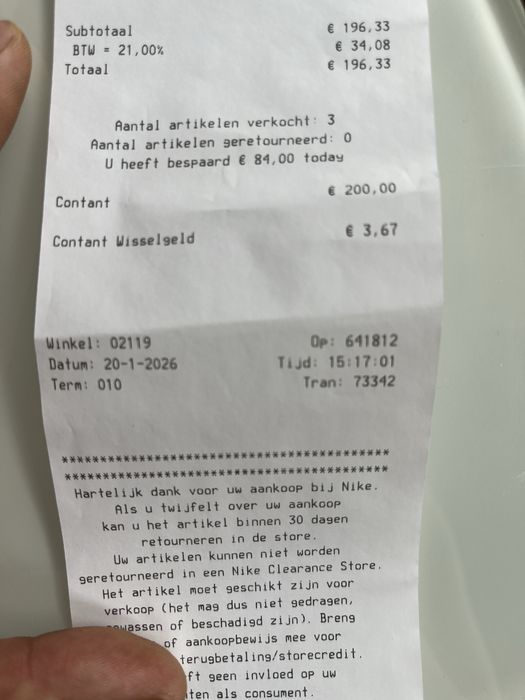 Subtotaal € 196,33
BTW = 21,00% € 34,08
Totaal € 196,33
Aantal artikelen verkocht: 3
Aantal artikelen geretourneerd: 0
U heeft bespaard € 84,00 today
€ 200,00
Contant
€ 3,67
Contant Wisselgeld
Winkel: 02119 Op: 641812
Datum: 20-1-2026 Tijd: 15:17:01
Term: 010 Tran: 73342
******************************************
******************************************
Hartelijk dank voor uw aankoop bij Nike.
Als u twijfelt over uw aankoop
kan u het artikel binnen 30 dagen
retourneren in de store.
Uw artikelen kunnen niet worden
geretourneerd in een Nike Clearance Store.
Het artikel moet geschikt zijn voor
verkoop (het mag dus niet gedragen,
of beschadigd zijn). Breng
of aankoopbewijs mee voor
terugbetaling/storecredit.
geen invloed op uw
als consument.